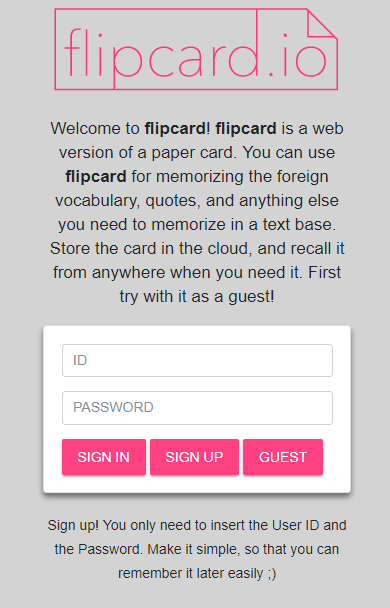 flipcard.io
Welcome to flipcard! flipcard is a web
version of a paper card. You can use
flipcard for memorizing the foreign
vocabulary, quotes, and anything else
you need to memorize in a text base.
Store the card in the cloud, and recall it
from anywhere when you need it. First
try with it as a guest!
ID
PASSWORD
SIGN IN SIGN UP GUEST
Sign up! You only need to insert the User ID and
the Password. Make it simple, so that you can
remember it later easily ;)